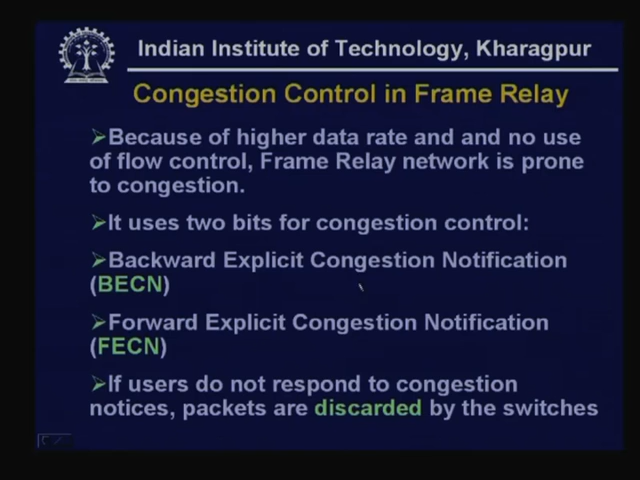 Indian Institute of Technology, Kharagpur
Congestion Control in Frame Relay
➢Because of higher data rate and and no use
of flow control, Frame Relay network is prone
to congestion.
➢It uses two bits for congestion control:
➢Backward Explicit Congestion Notification
(BECN)
➢Forward Explicit Congestion Notification
(FECN)
➢If users do not respond to congestion
notices, packets are discarded by the switches